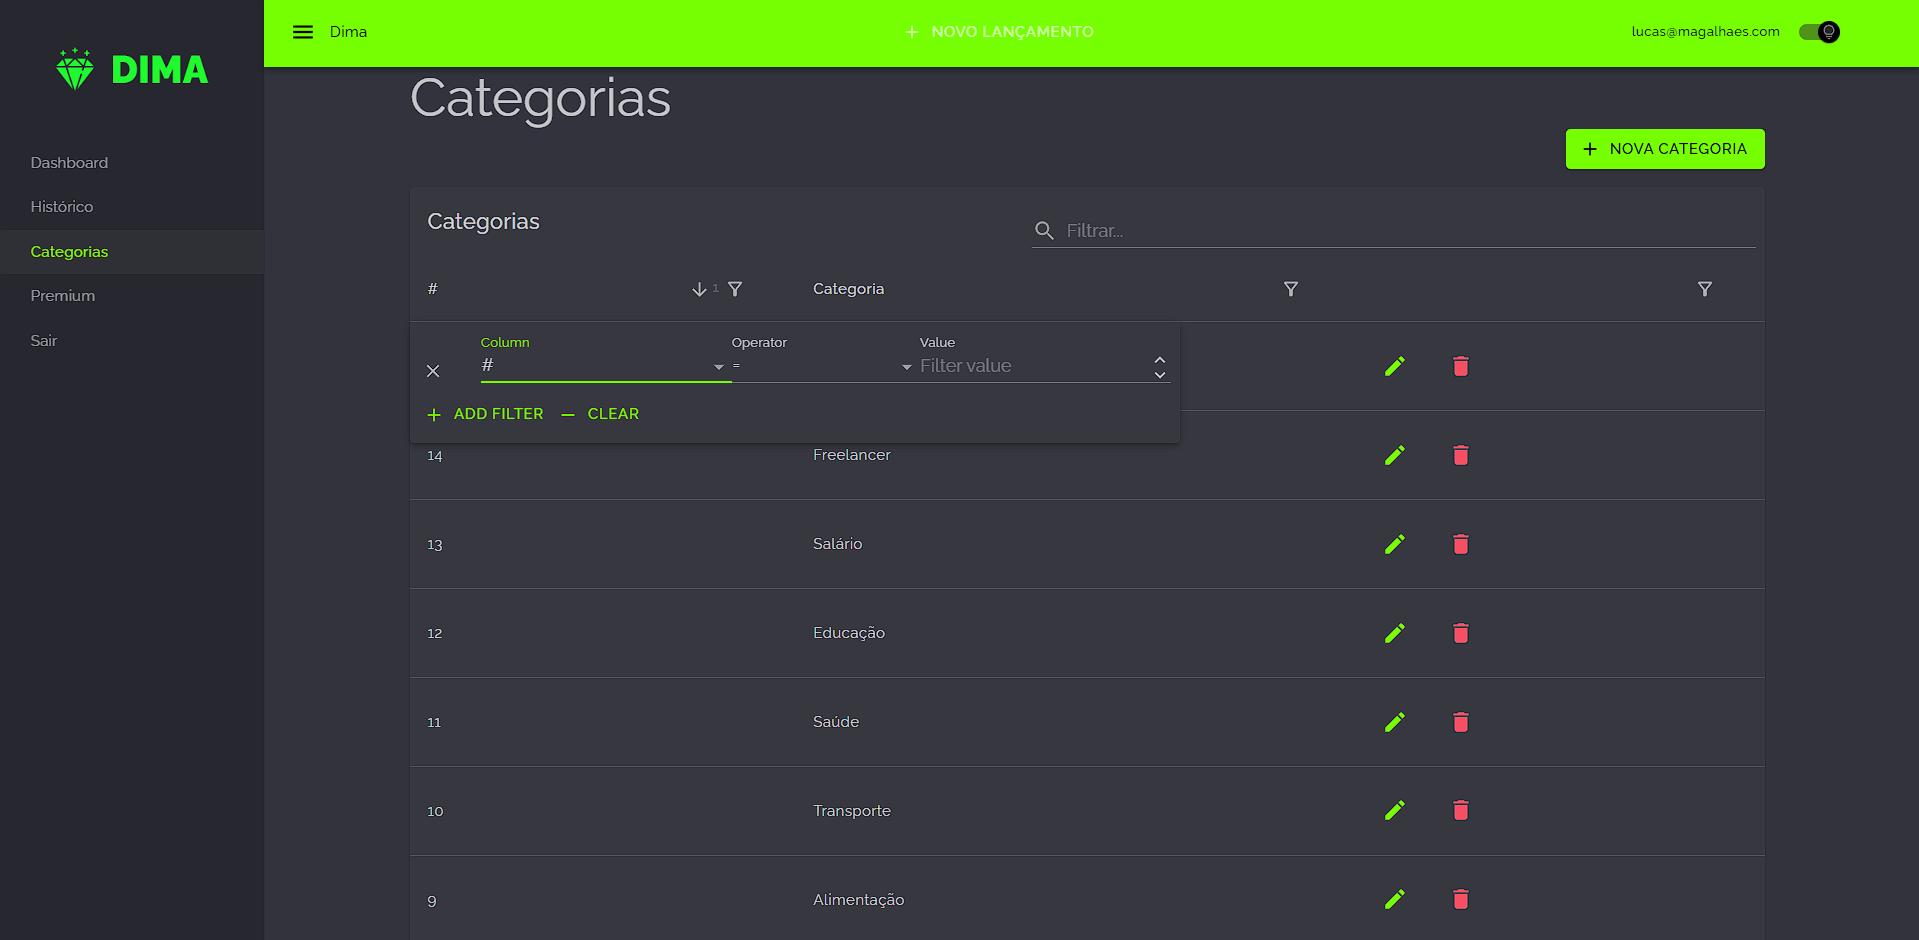 DIMA
Dashboard
Histórico
Categorias
Premium
Sair
Dima
NOVO LANÇAMENTO
lucas@magalhaes.com
Categorias
NOVA CATEGORIA
Categorias
Filtrar...
# 1 Categoria
Column Operator Value
# = Filter value
ADD FILTER CLEAR
14 Freelancer
13 Salário
12 Educação
11 Saúde
10 Transporte
9 Alimentação